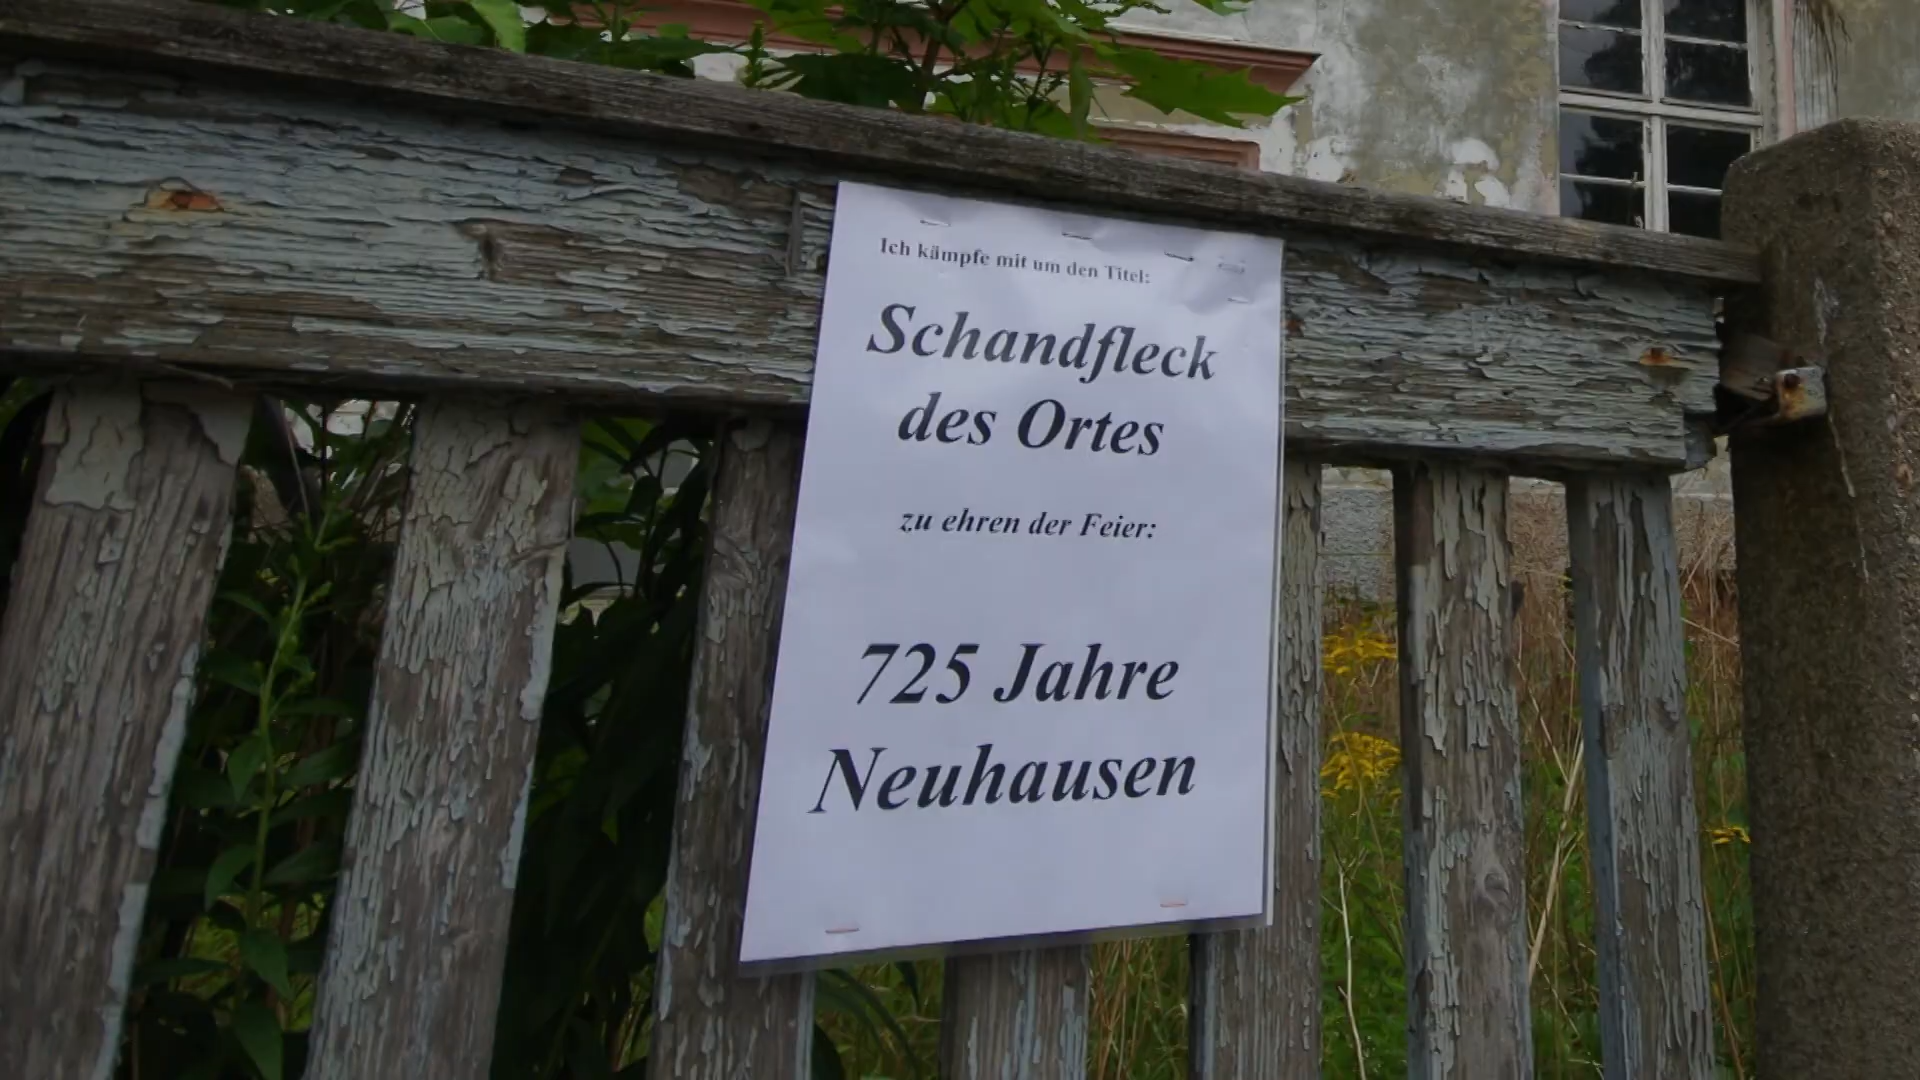 Ich kämpfe mit um den Titel:
Schandfleck
des Ortes
zu ehren der Feier:
725 Jahre
Neuhausen